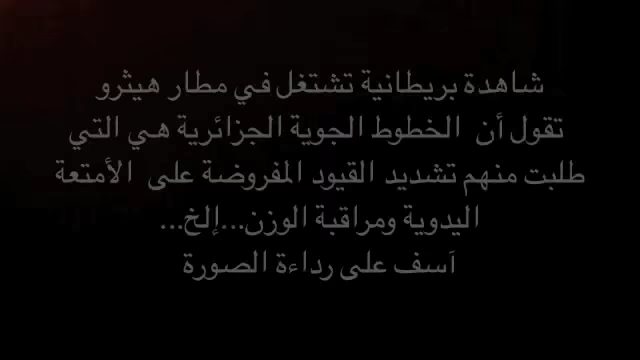 شاهدة بريطانية تشتغل في مطار هيثرو
تقول أن الخطوط الجوية الجزائرية هي التي
طلبت منهم تشديد القيود المفروضة على الأمتعة
اليدوية ومراقبة الوزن...إلخ...
آسف على رداءة الصورة